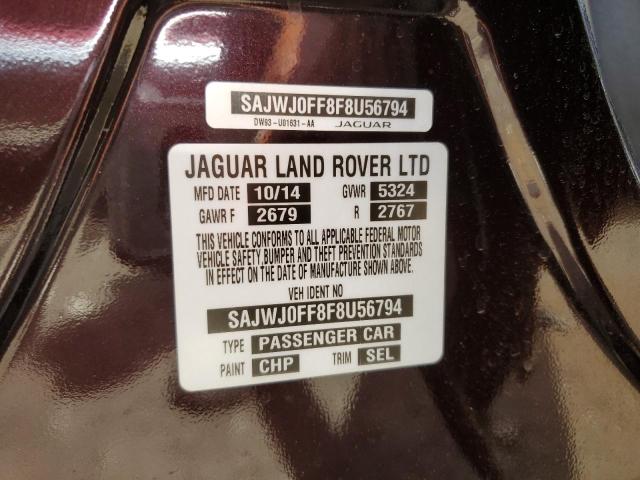 SAJWJ0FF8F8U56794
DW93-U01631-AA JAGUAR
JAGUAR LAND ROVER LTD
MFD DATE 10/14 GVWR 5324
GAWR F 2679 R 2767
THIS VEHICLE CONFORMS TO ALL APPLICABLE FEDERAL MOTOR
VEHICLE SAFETY,BUMPER AND THEFT PREVENTION STANDARDS
IN EFFECT ON THE DATE OF MANUFACTURE SHOWN ABOVE.
VEH IDENT NO
SAJWJ0FF8F8U56794
TYPE PASSENGER CAR
PAINT CHP TRIM SEL